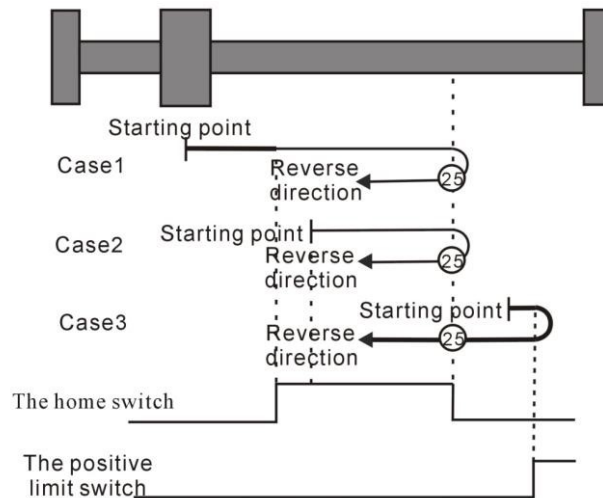 Starting point
Case1
Reverse
direction
25
Case2
Starting point
Reverse
direction
25
Case3
Starting point
Reverse
direction
25
The home switch
The positive
limit switch